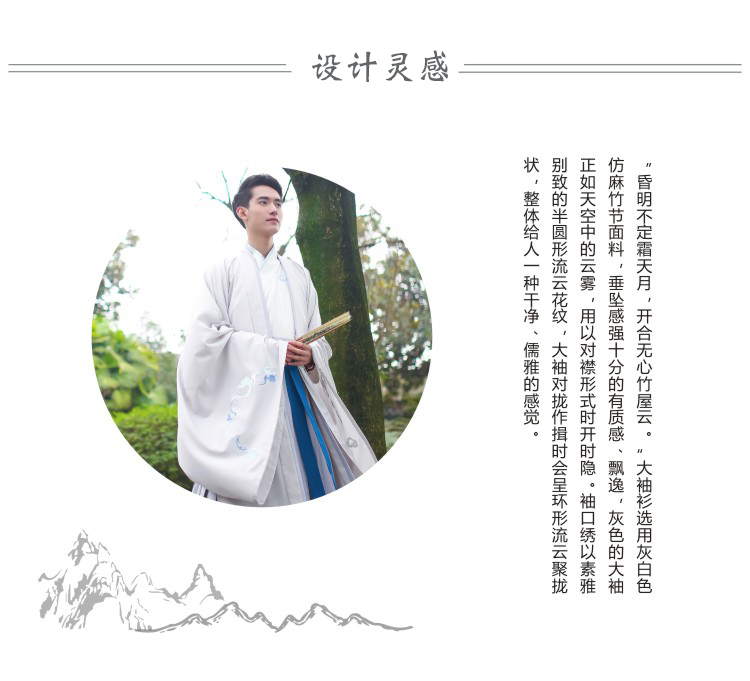 设计灵感
“昏明不定霜天月，开合无心竹屋云。“大袖衫选用灰白色
仿麻竹节面料，垂坠感强十分的有质感、飘逸，灰色的大袖
正如天空中的云雾，用以对襟形式时开时隐。袖口绣以素雅
别致的半圆形流云花纹，大袖对拢作揖时会呈环形流云聚拢
状，整体给人一种干净、儒雅的感觉。